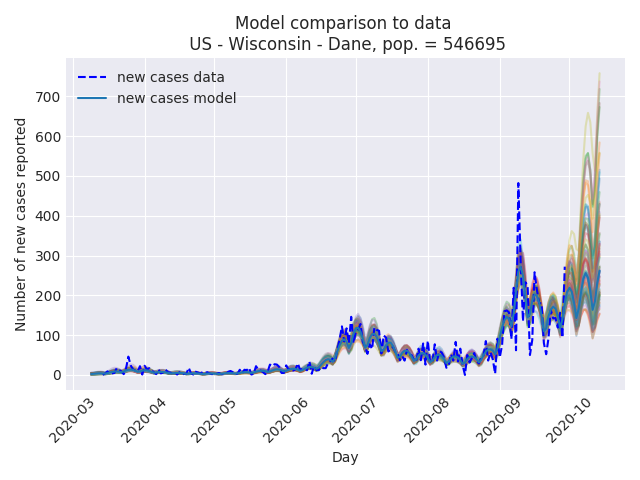 Model comparison to data
US - Wisconsin - Dane, pop. = 546695
new cases data
new cases model
Number of new cases reported
700
600
500
400
300
200
100
0
2020-03
2020-04
2020-05
2020-06
2020-07
2020-08
2020-09
2020-10
Day